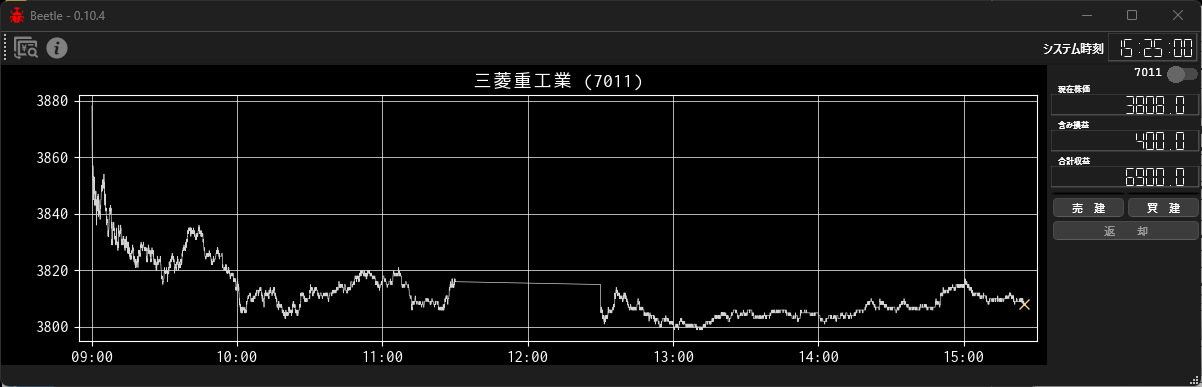 Beetle - 0.10.4
システム時刻 15:25:00
三菱重工業 (7011)
3880
3860
3840
3820
3800
09:00 10:00 11:00 12:00 13:00 14:00 15:00
7011
現在株価
3808.0
含み損益
400.0
合計収益
6900.0
売 建 買 建
返 却